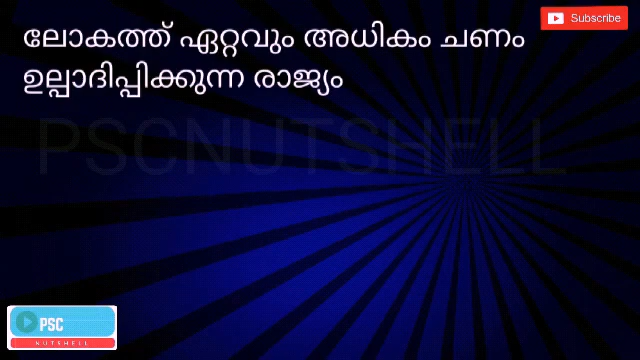 Subscribe
ലോകത്ത് ഏറ്റവും അധികം ചണം
ഉല്പാദിപ്പിക്കുന്ന രാജ്യം
PSCNUTSHELL
PSC
NUTSHELL